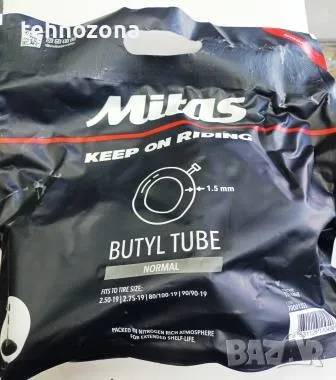 tehnozona
Mitas
KEEP ON RIDING
1.5 mm
BUTYL TUBE
NORMAL
FITS TO TIRE SIZE:
2.50-19 | 2.75-19 | 80/100-19 | 90/90-19
PACKED IN NITROGEN RICH ATMOSPHERE
FOR EXTENDED SHELF-LIFE.
BAZAR